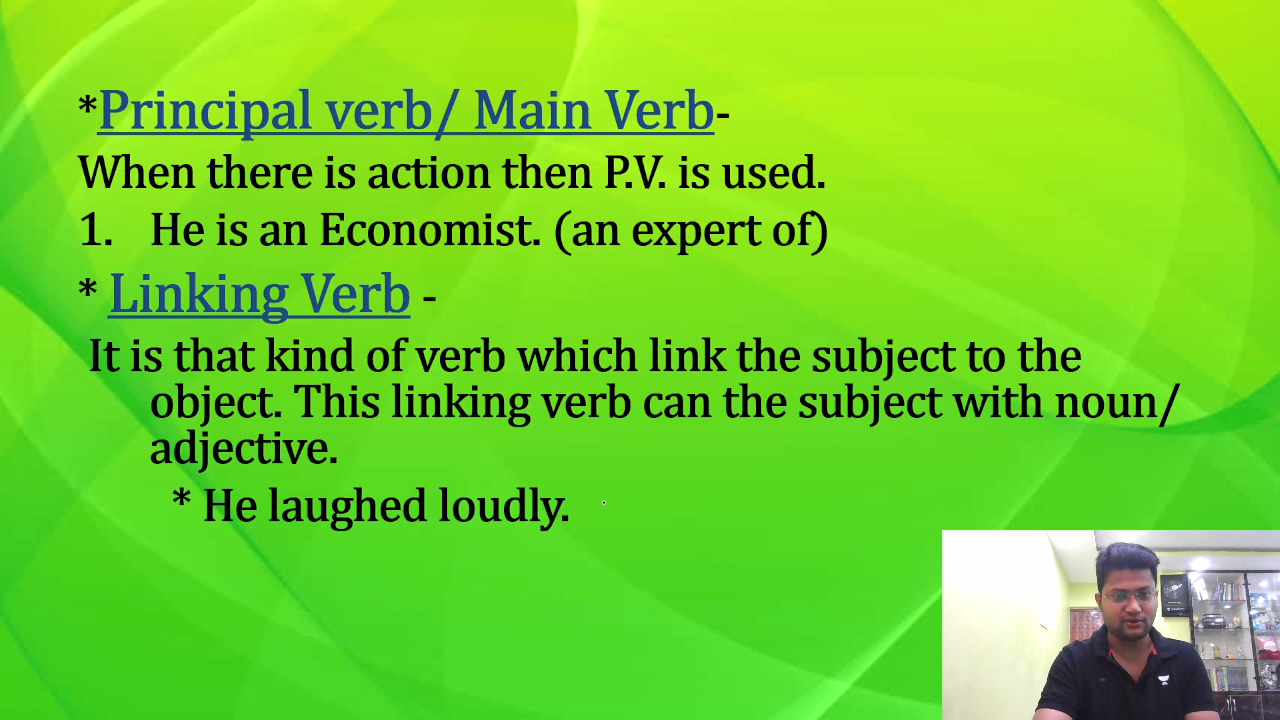 *Principal verb/ Main Verb-
When there is action then P.V. is used.
1. He is an Economist. (an expert of)
* Linking Verb -
It is that kind of verb which link the subject to the
object. This linking verb can the subject with noun/
adjective.
* He laughed loudly.